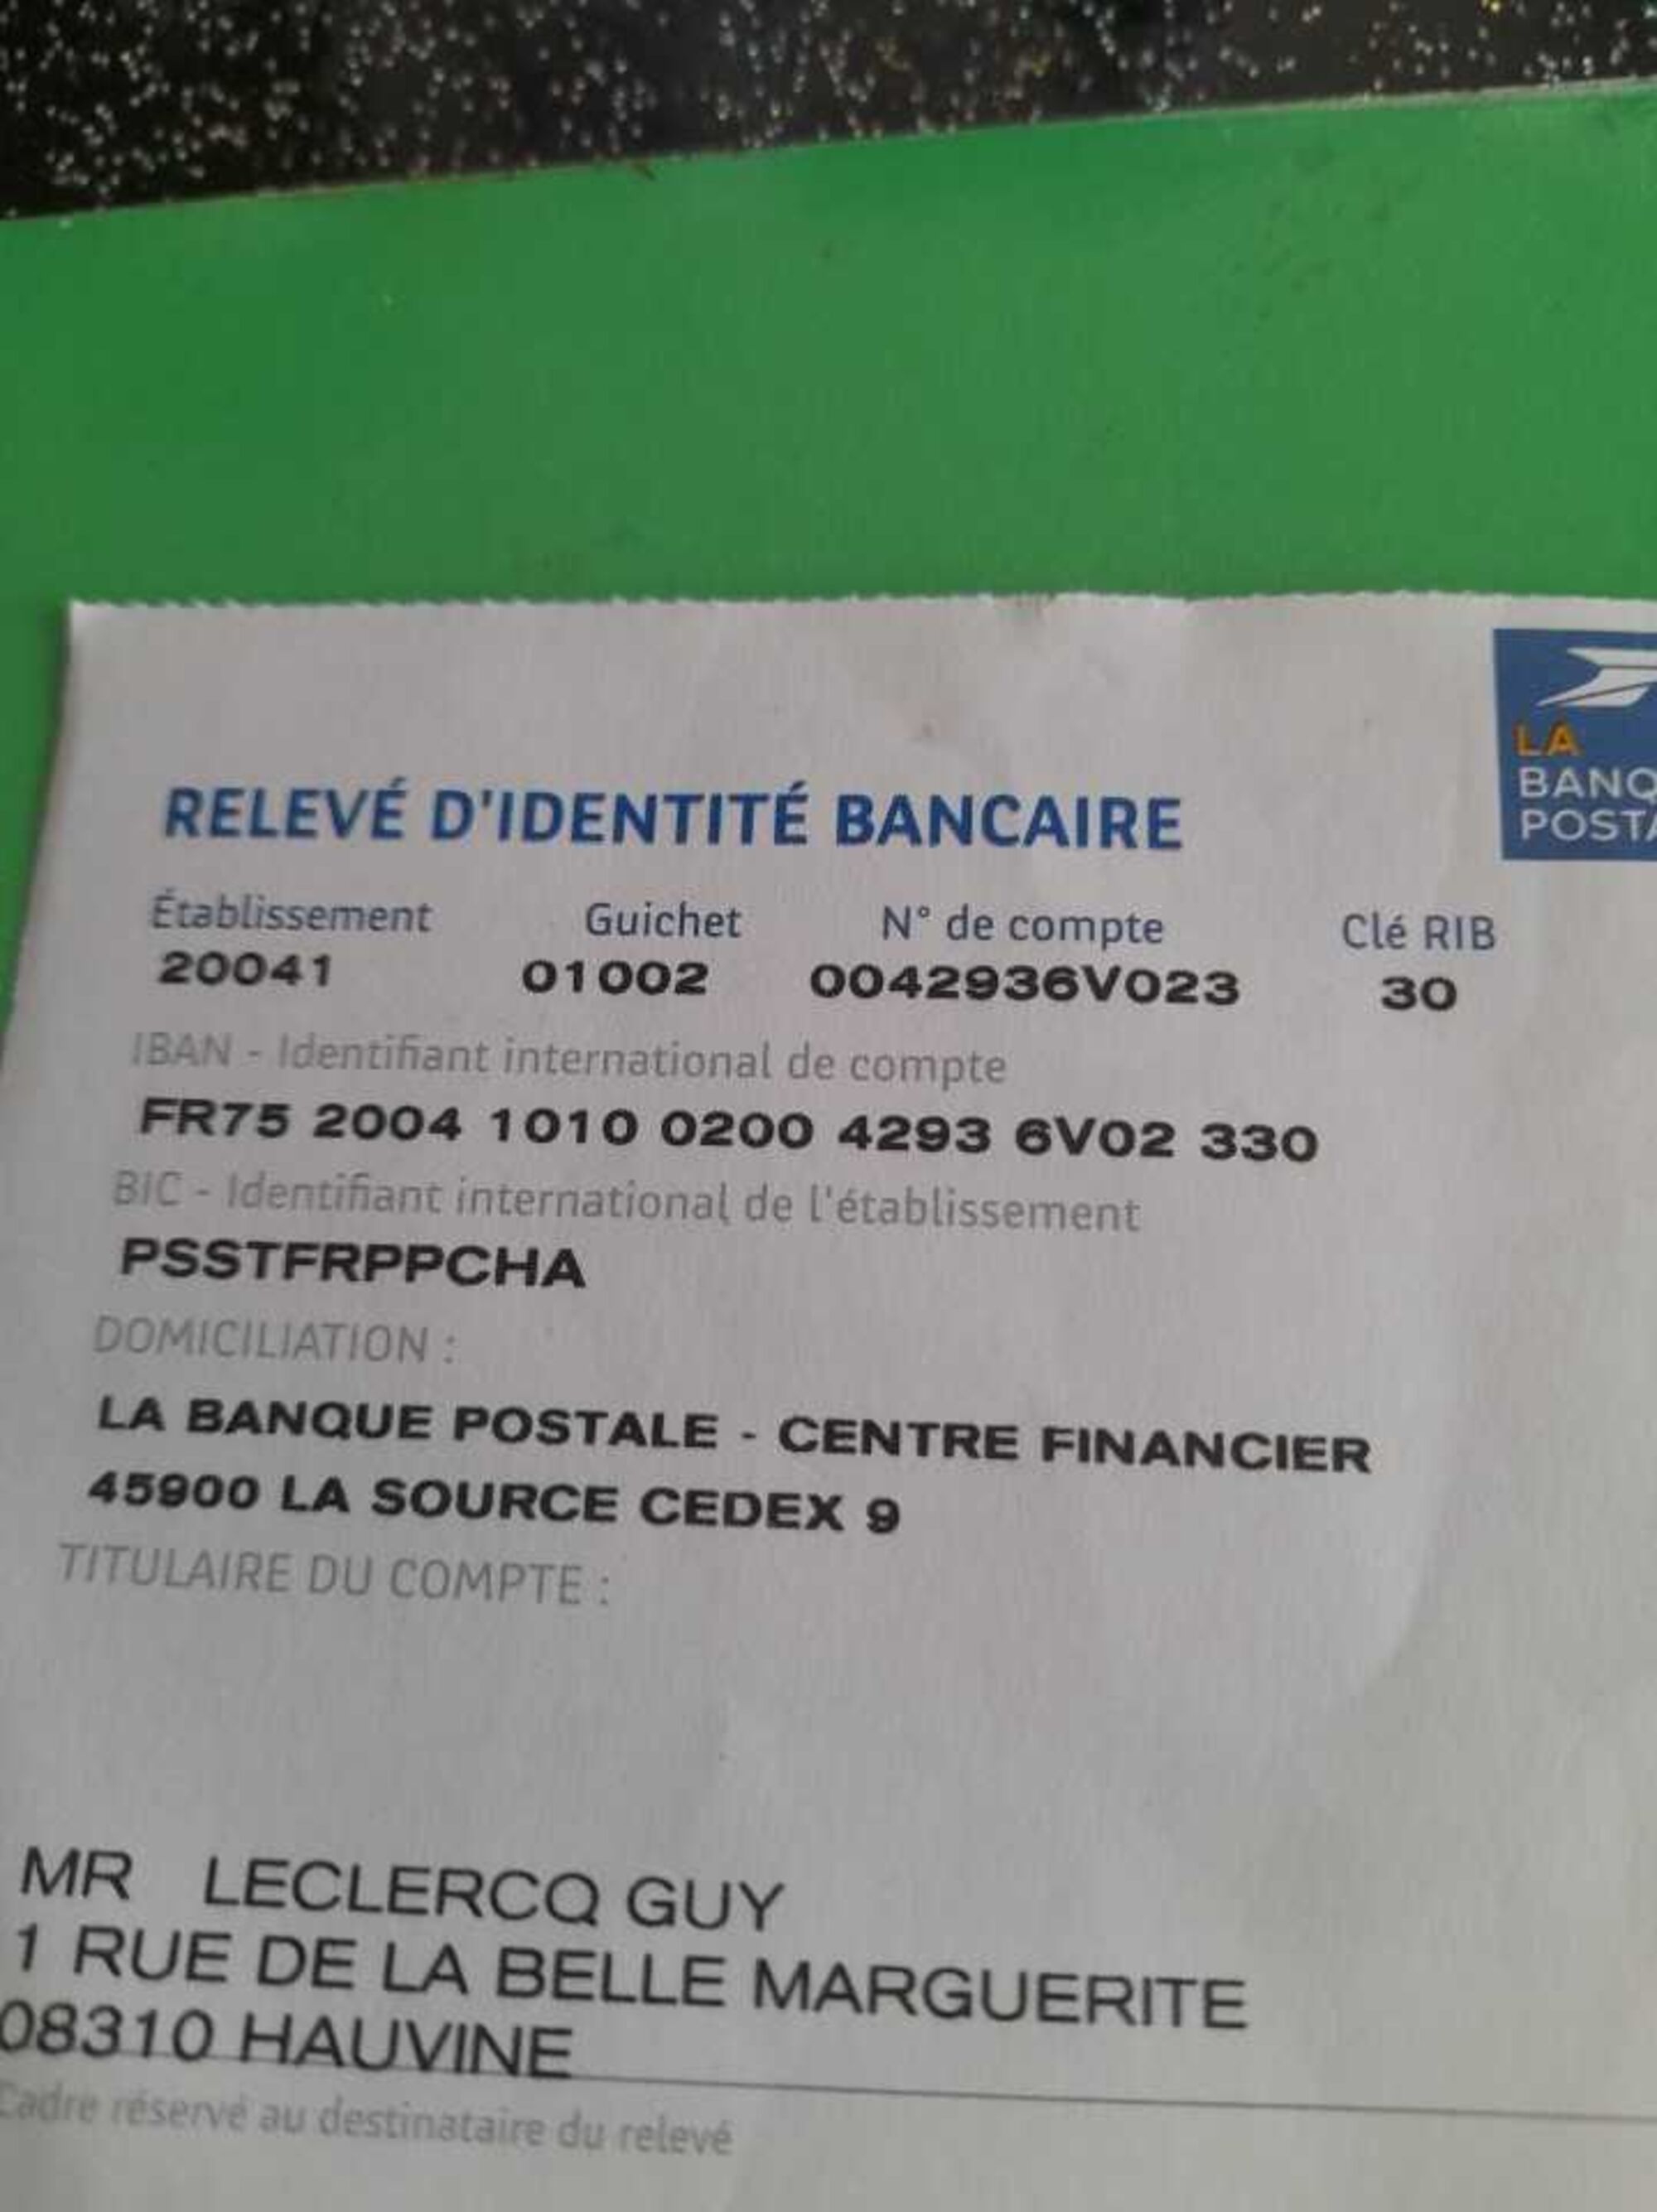 LA
BANQ
POSTA
RELEVÉ D'IDENTITÉ BANCAIRE
Établissement Guichet N° de compte Clé RIB
20041 01002 0042936V023 30
IBAN - Identifiant international de compte
FR75 2004 1010 0200 4293 6V02 330
BIC - Identifiant international de l'établissement
PSSTFRPPCHA
DOMICILIATION :
LA BANQUE POSTALE - CENTRE FINANCIER
45900 LA SOURCE CEDEX 9
TITULAIRE DU COMPTE :
MR LECLERCQ GUY
1 RUE DE LA BELLE MARGUERITE
08310 HAUVINE
Cadre réservé au destinataire du relevé